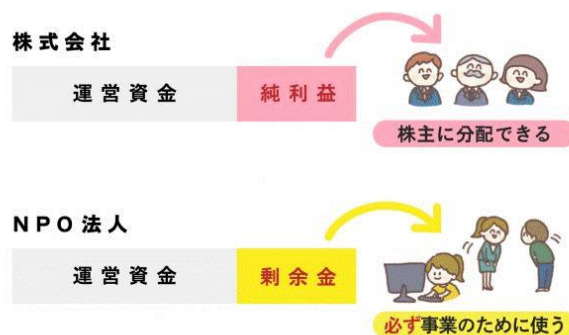 株式会社
運営資金 純利益
株主に分配できる
NPO法人
運営資金 剰余金
必ず事業のために使う